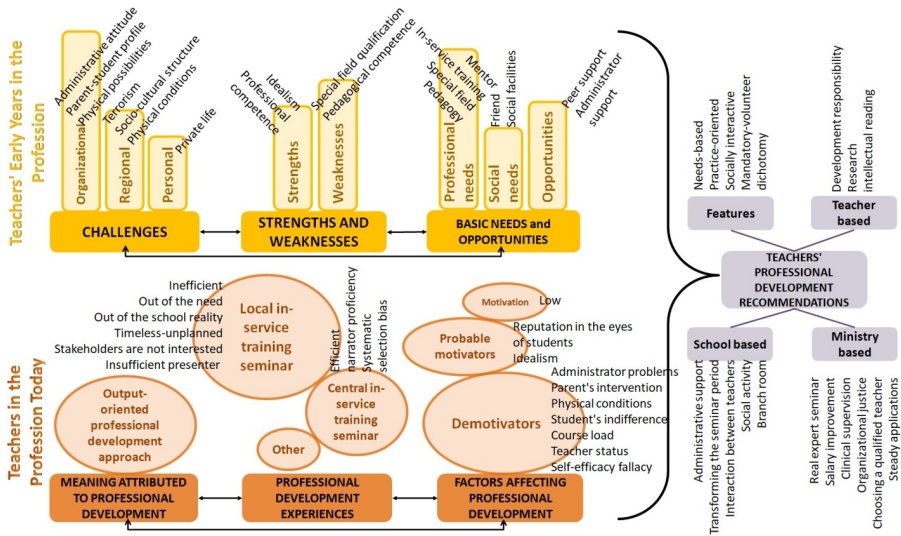 Teachers' Early Years in the
Profession
Administrative attitude
Parent-student profile
Physical possibilities
Organizational
Terrorism
Socio-cultural structure
Physical conditions
Regional
Private life
Personal
CHALLENGES
Idealism
Professional
competence
Strengths
Special field qualification
Pedagogical competence
Weaknesses
STRENGTHS AND
WEAKNESSES
In-service training
Special field
Pedagogy
Professional
needs
Mentor
Friend
Social facilities
Social
needs
Peer support
Administrator
support
Opportunities
BASIC NEEDS and
OPPORTUNITIES
Teachers in the
Profession Today
Inefficient
Out of the need
Out of the school reality
Timeless-unplanned
Stakeholders are not interested
Insufficient presenter
Local in-
service
training
seminar
Efficient
narrator proficiency
Systematic
selection bias
Central in-
service
training
seminar
Other
Output-
oriented
professional
development
approach
Motivation
Low
Probable
motivators
Reputation in the eyes
of students
Idealism
Demotivators
Administrator problems
Parent's intervention
Physical conditions
Student's indifference
Course load
Teacher status
Self-efficacy fallacy
MEANING ATTRIBUTED
TO PROFESSIONAL
DEVELOPMENT
PROFESSIONAL
DEVELOPMENT
EXPERIENCES
FACTORS AFFECTING
PROFESSIONAL
DEVELOPMENT
Needs-based
Practice-oriented
Socially interactive
Mandatory-volunteer
dichotomy
Features
Development responsibility
Research
intellectual reading
Teacher
based
TEACHERS'
PROFESSIONAL
DEVELOPMENT
RECOMMENDATIONS
School based
Administrative support
Transforming the seminar period
Interaction between teachers
Social activity
Branch room
Ministry
based
Real expert seminar
Salary improvement
Clinical supervision
Organizational justice
Choosing a qualified teacher
Steady applications